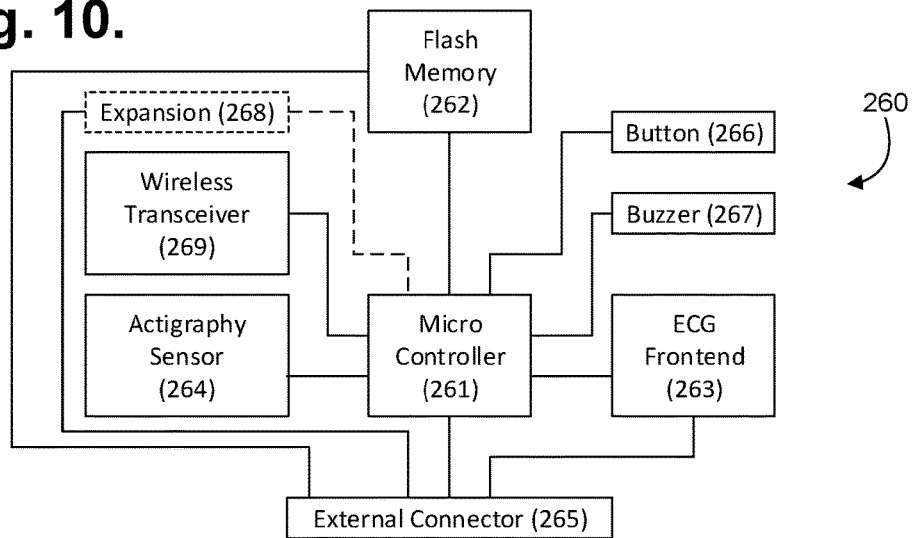 g. 10.
Flash
Memory
(262)
Expansion (268)
Button (266)
260
Wireless
Transceiver
(269)
Buzzer (267)
Actigraphy
Sensor
(264)
Micro
Controller
(261)
ECG
Frontend
(263)
External Connector (265)